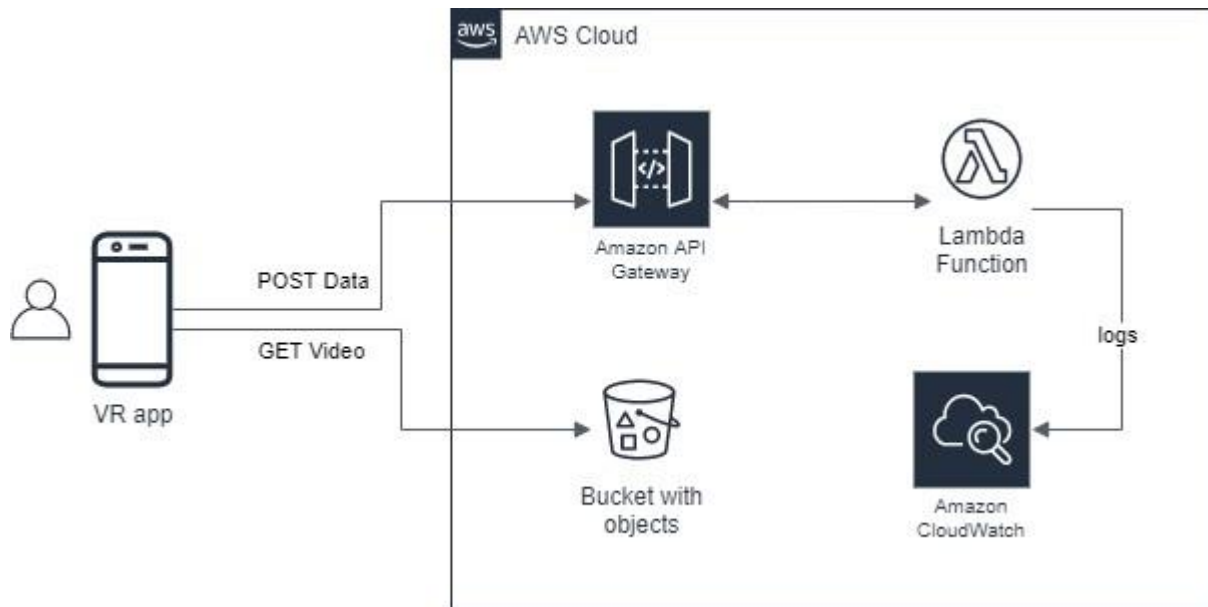 aws
AWS Cloud
</>
Amazon API
Gateway
Lambda
Function
POST Data
GET Video
logs
VR app
Bucket with
objects
Amazon
CloudWatch